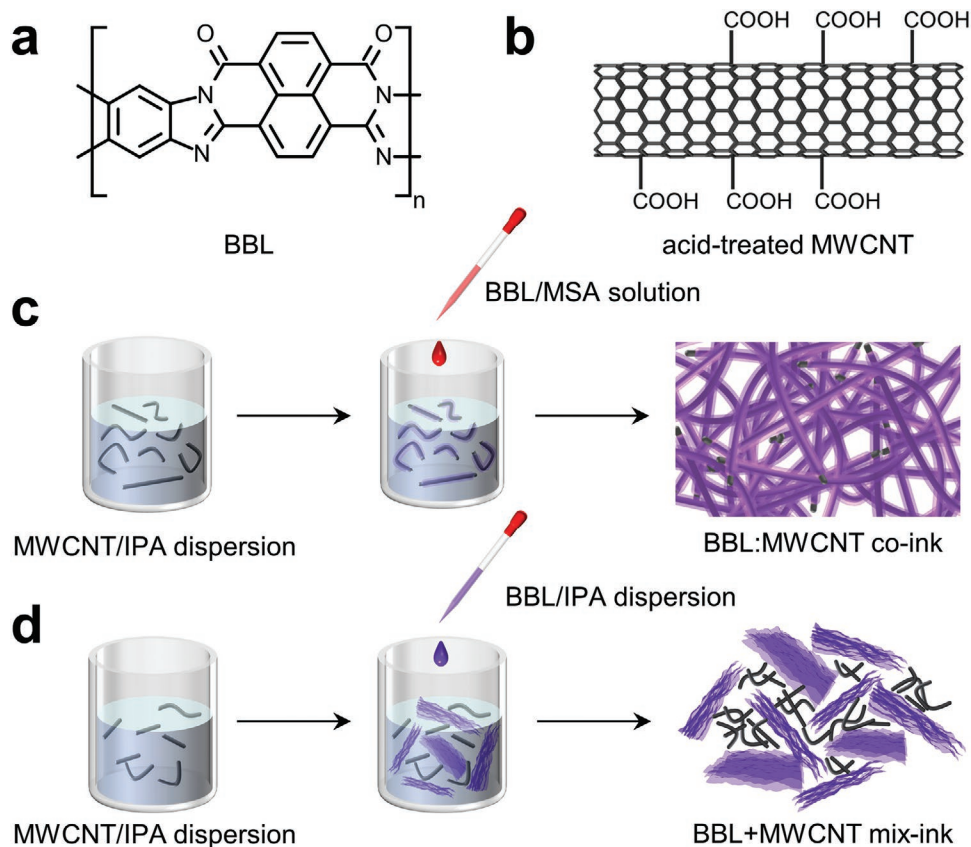 a
O
O
N
N
N
N
n
BBL
b
COOH COOH COOH
COOH COOH COOH
acid-treated MWCNT
c
BBL/MSA solution
MWCNT/IPA dispersion
BBL:MWCNT co-ink
d
BBL/IPA dispersion
MWCNT/IPA dispersion
BBL+MWCNT mix-ink